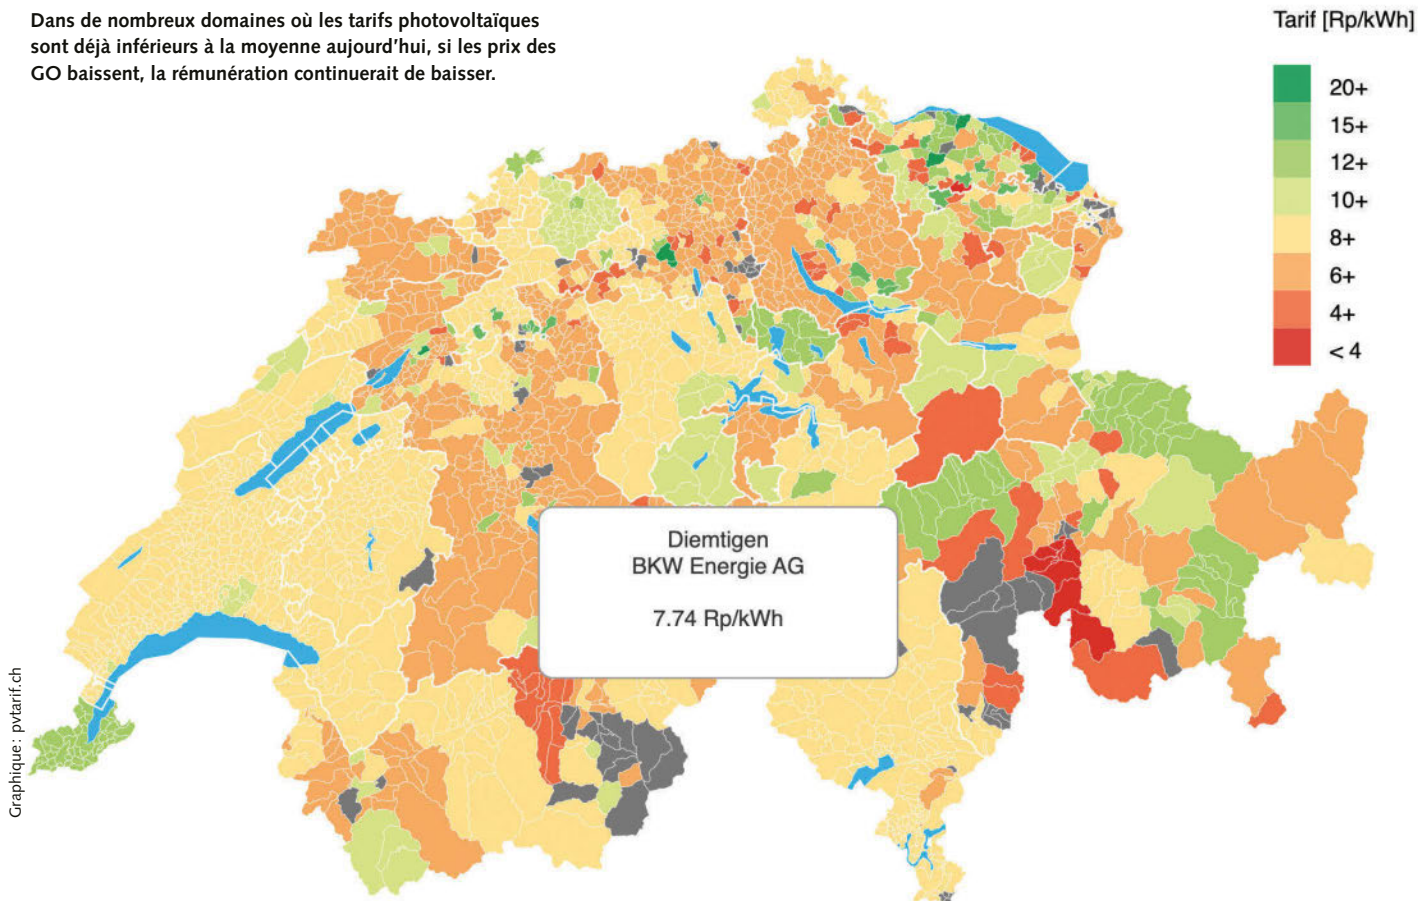 Dans de nombreux domaines où les tarifs photovoltaïques
sont déjà inférieurs à la moyenne aujourd’hui, si les prix des
GO baissent, la rémunération continuerait de baisser.
Tarif [Rp/kWh]
20+
15+
12+
10+
8+
6+
4+
< 4
Diemtigen
BKW Energie AG
7.74 Rp/kWh
Graphique : pvtarif.ch